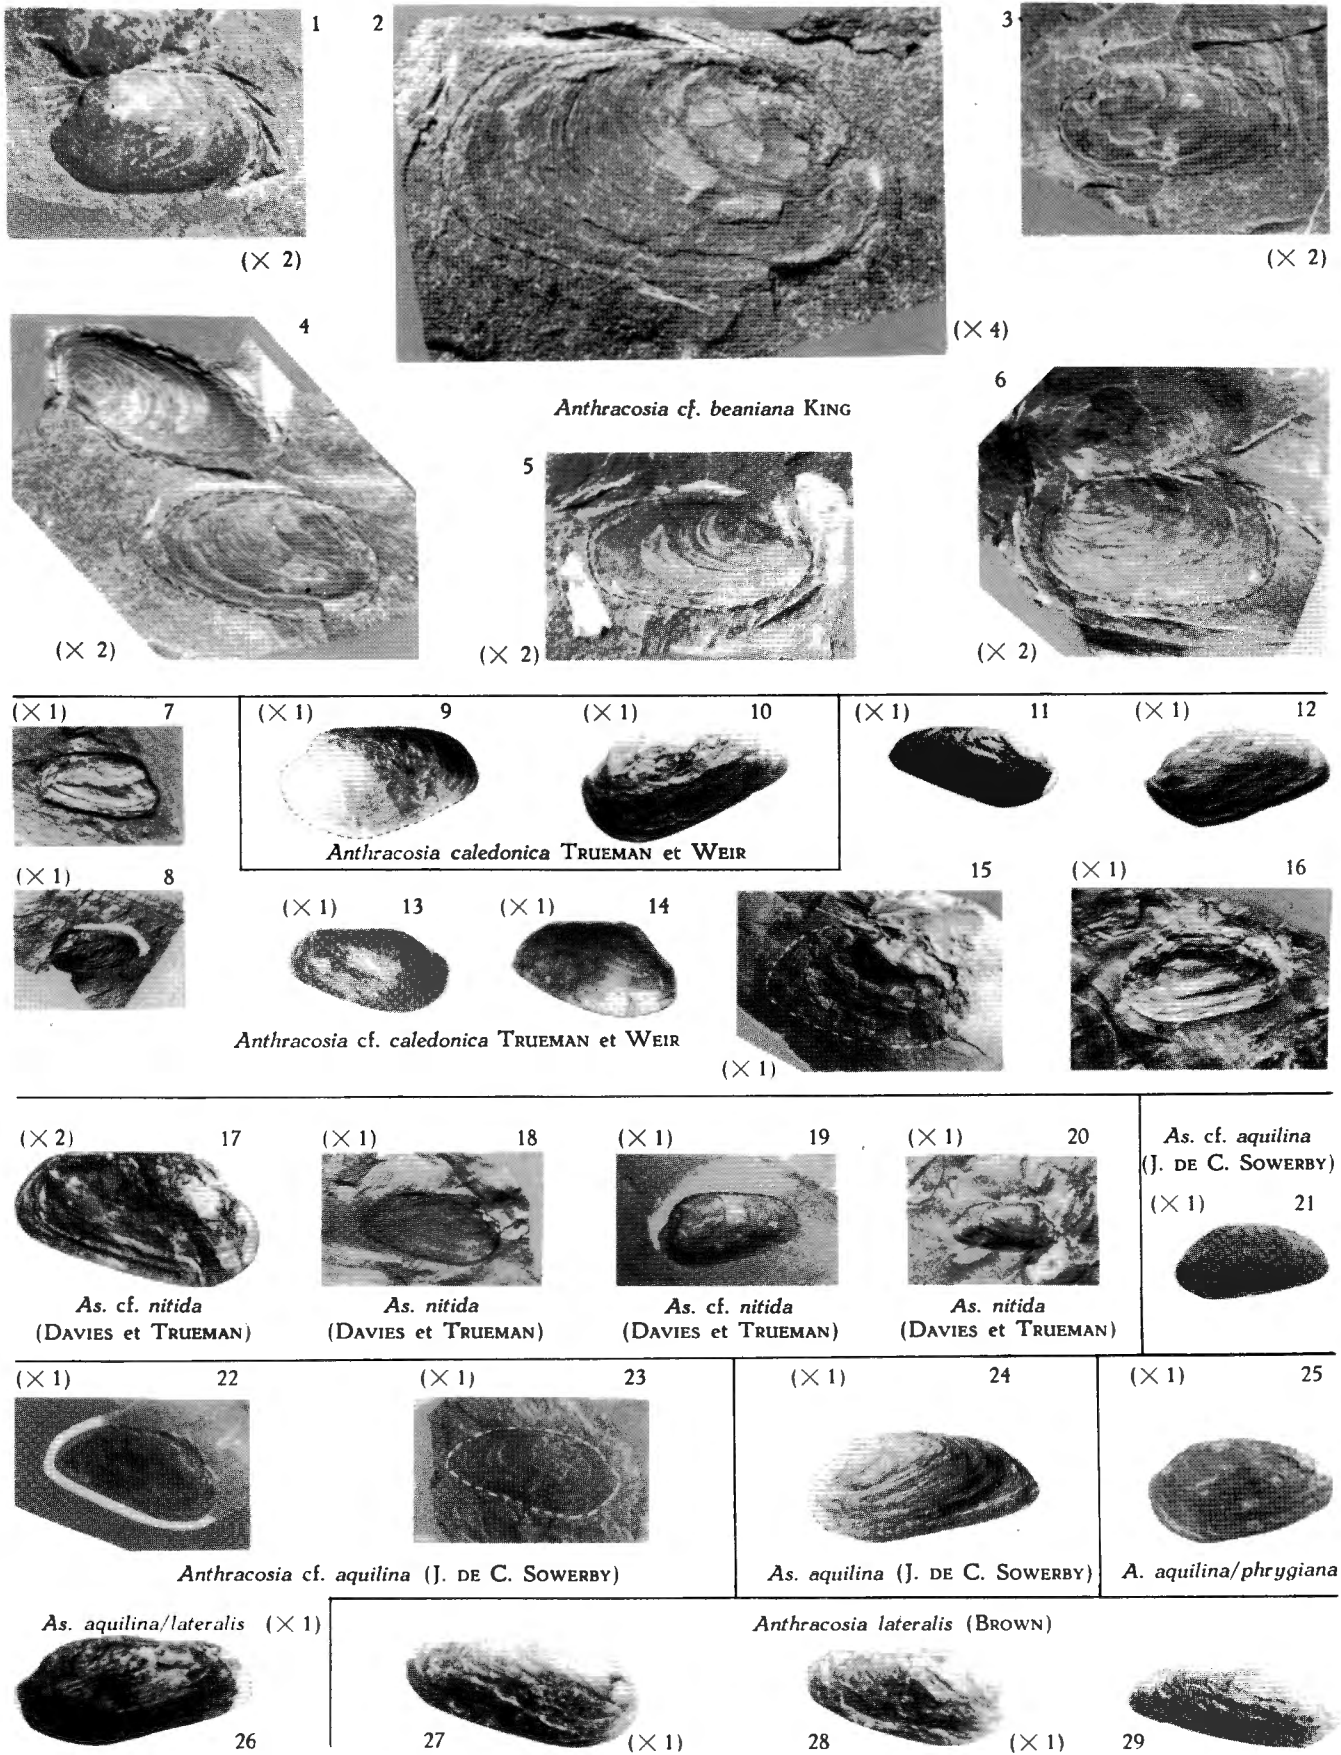 1
2
3
(× 2)
(× 4)
(× 2)
4
Anthracosia cf. beaniana KING
5
6
(× 2)
(× 2)
(× 2)
(× 1) 7
(× 1) 9
(× 1) 10
(× 1) 11
(× 1) 12
Anthracosia caledonica TRUEMAN et WEIR
(× 1) 8
(× 1) 13
(× 1) 14
15
(× 1) 16
Anthracosia cf. caledonica TRUEMAN et WEIR
(× 1)
(× 2) 17
(× 1) 18
(× 1) 19
(× 1) 20
As. cf. aquilina
(J. DE C. SOWERBY)
(× 1) 21
As. cf. nitida
(DAVIES et TRUEMAN)
As. nitida
(DAVIES et TRUEMAN)
As. cf. nitida
(DAVIES et TRUEMAN)
As. nitida
(DAVIES et TRUEMAN)
(× 1) 22
(× 1) 23
(× 1) 24
(× 1) 25
Anthracosia cf. aquilina (J. DE C. SOWERBY)
As. aquilina (J. DE C. SOWERBY)
A. aquilina/phrygiana
As. aquilina/lateralis (× 1)
Anthracosia lateralis (BROWN)
26
27
(× 1)
28
(× 1)
29